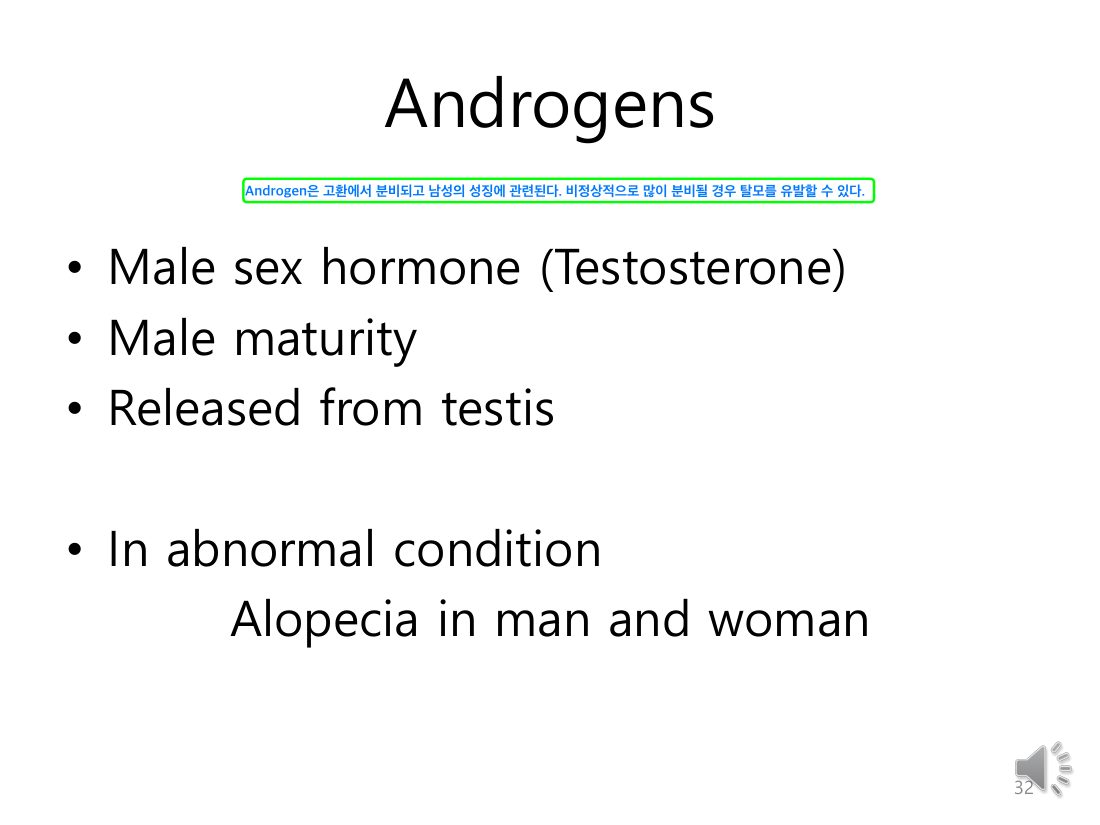 Androgens
Androgen은 고환에서 분비되고 남성의 성징에 관련된다. 비정상적으로 많이 분비될 경우 탈모를 유발할 수 있다.
• Male sex hormone (Testosterone)
• Male maturity
• Released from testis
• In abnormal condition
Alopecia in man and woman
32